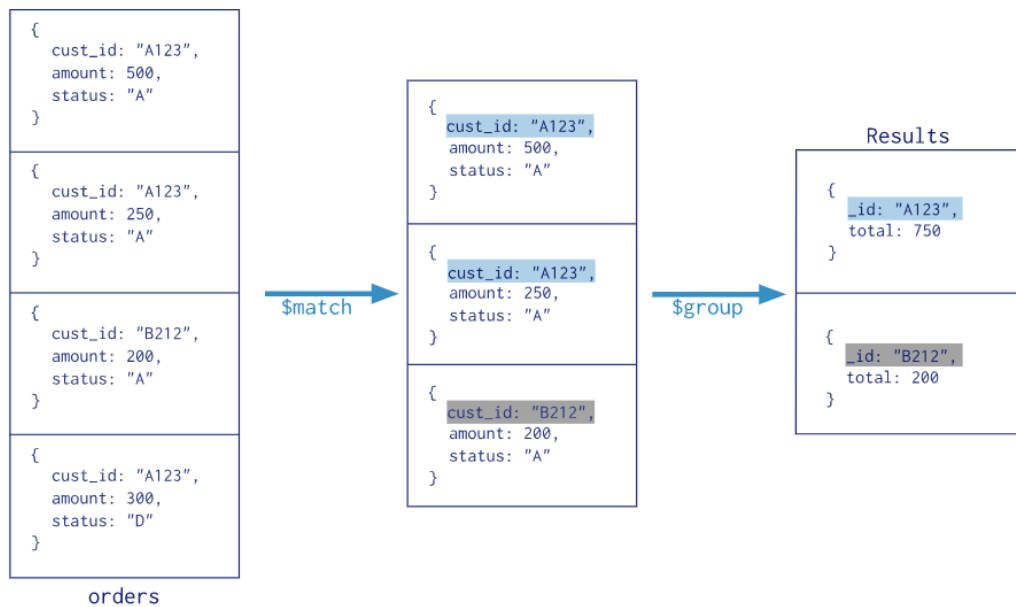 {
cust_id: "A123",
amount: 500,
status: "A"
}
{
cust_id: "A123",
amount: 250,
status: "A"
}
{
cust_id: "B212",
amount: 200,
status: "A"
}
{
cust_id: "A123",
amount: 300,
status: "D"
}
orders
$match
{
cust_id: "A123",
amount: 500,
status: "A"
}
{
cust_id: "A123",
amount: 250,
status: "A"
}
{
cust_id: "B212",
amount: 200,
status: "A"
}
$group
Results
{
_id: "A123",
total: 750
}
{
_id: "B212",
total: 200
}